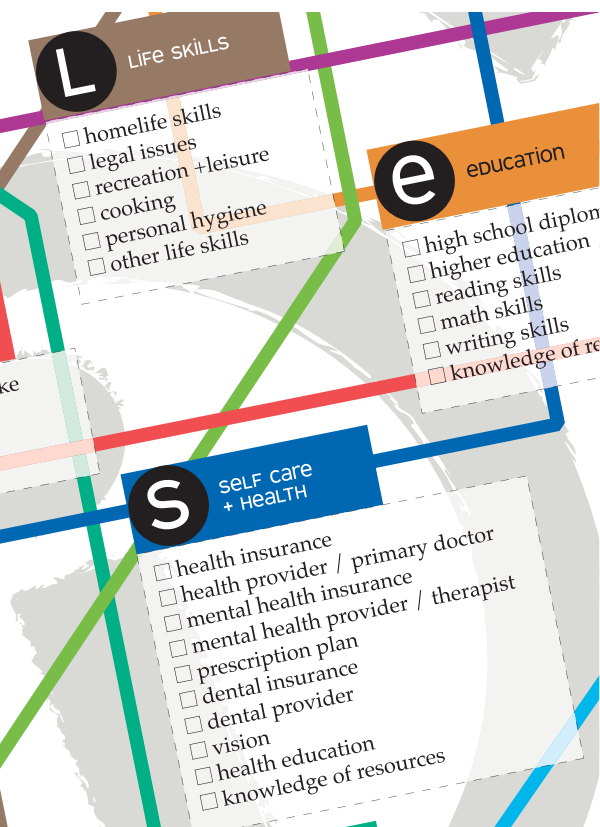 L
LiFe SkiLLS
homelife skills
legal issues
recreation +leisure
cooking
personal hygiene
other life skills
e
eDUCaTiON
high school diplom
higher education
reading skills
math skills
writing skills
knowledge of re
ke
S
SeLF Care
+ HeaLTH
health insurance
health provider / primary doctor
mental health insurance
mental health provider / therapist
prescription plan
dental insurance
dental provider
vision
health education
knowledge of resources